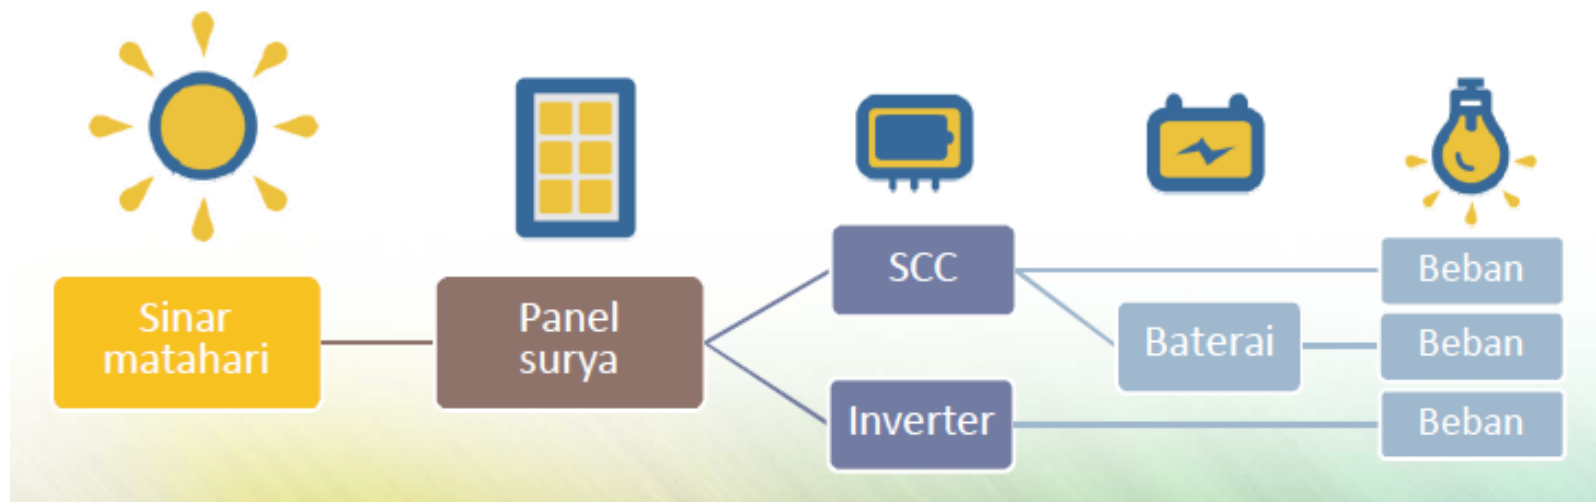 Sinar
matahari
Panel
surya
SCC
Inverter
Baterai
Beban
Beban
Beban